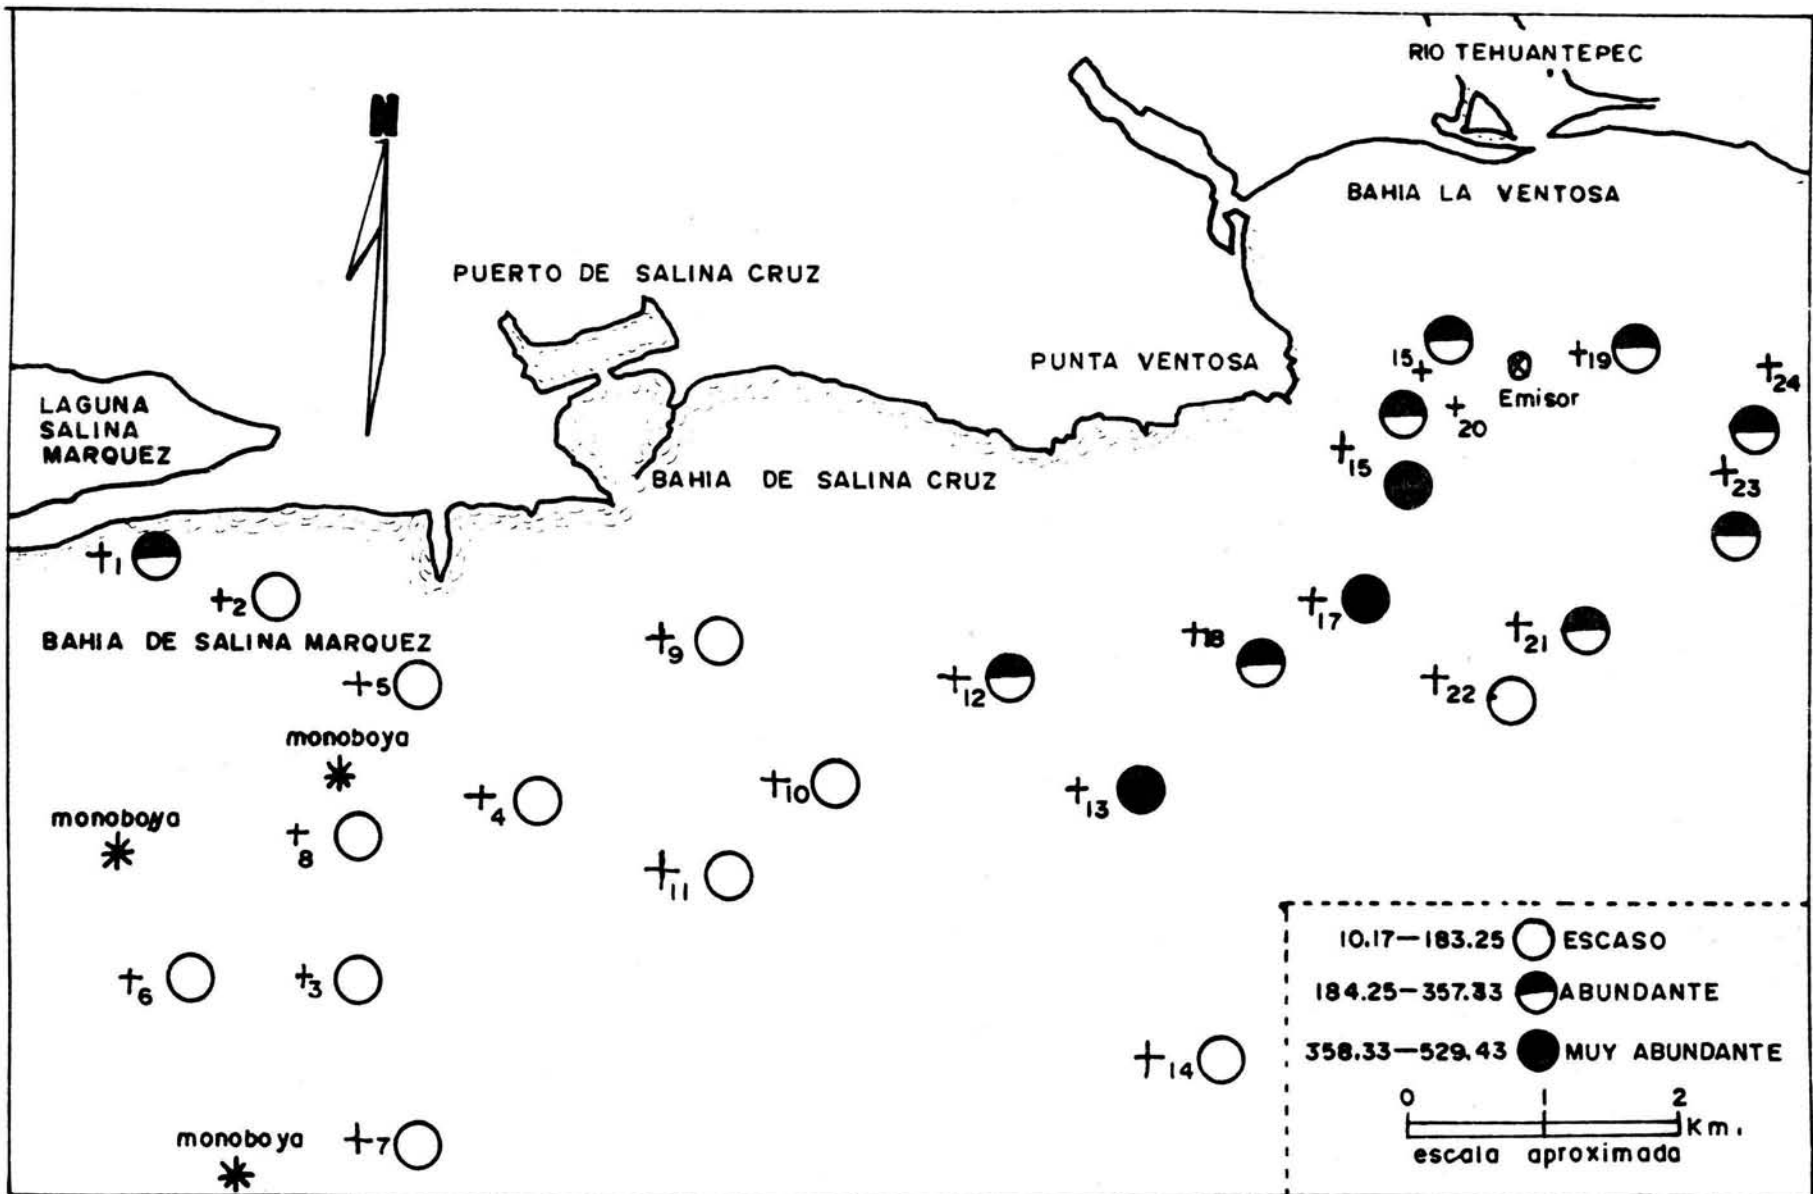 N
RIO TEHUANTEPEC
BAHIA LA VENTOSA
PUERTO DE SALINA CRUZ
PUNTA VENTOSA
LAGUNA
SALINA
MARQUEZ
BAHIA DE SALINA CRUZ
BAHIA DE SALINA MARQUEZ
15
Emisor
19
24
20
15
23
1
2
17
18
21
9
12
22
5
monoboya
10
13
4
monoboya
8
11
6
3
14
monoboya
7
10.17—183.25 ESCASO
184.25—357.33 ABUNDANTE
358.33—529.43 MUY ABUNDANTE
0 1 2
Km.
escala aproximada